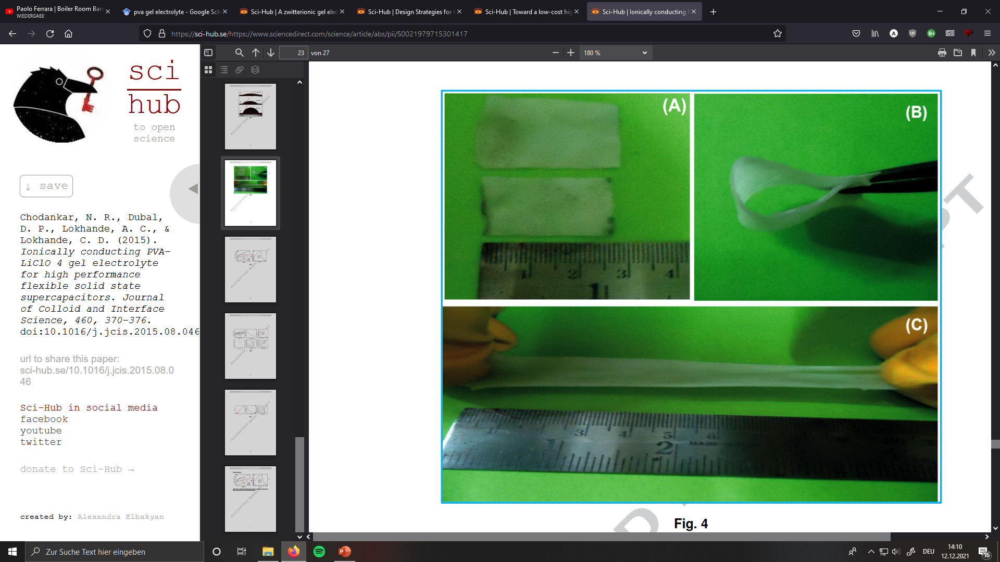 Paolo Ferrara | Boiler Room Barc
WIEDERGABE
pva gel electrolyte - Google Sch
Sci-Hub | A zwitterionic gel elec
Sci-Hub | Design Strategies for H
Sci-Hub | Toward a low-cost hig
Sci-Hub | Ionically conducting P
https://sci-hub.se/https://www.sciencedirect.com/science/article/abs/pii/S0021979715301417
23 von 27
180 %
sci
hub
to open
science
↓ save
Chodankar, N. R., Dubal,
D. P., Lokhande, A. C., &
Lokhande, C. D. (2015).
Ionically conducting PVA-
LiClO 4 gel electrolyte
for high performance
flexible solid state
supercapacitors. Journal
of Colloid and Interface
Science, 460, 370–376.
doi:10.1016/j.jcis.2015.08.046
url to share this paper:
sci-hub.se/10.1016/j.jcis.2015.08.0
46
Sci-Hub in social media
facebook
youtube
twitter
donate to Sci-Hub →
created by: Alexandra Elbakyan
(A)
(B)
1 2 3 4
1
(C)
1 3 4 5 6
1 2
Fig. 4
Zur Suche Text hier eingeben
DEU
14:10
12.12.2021
16